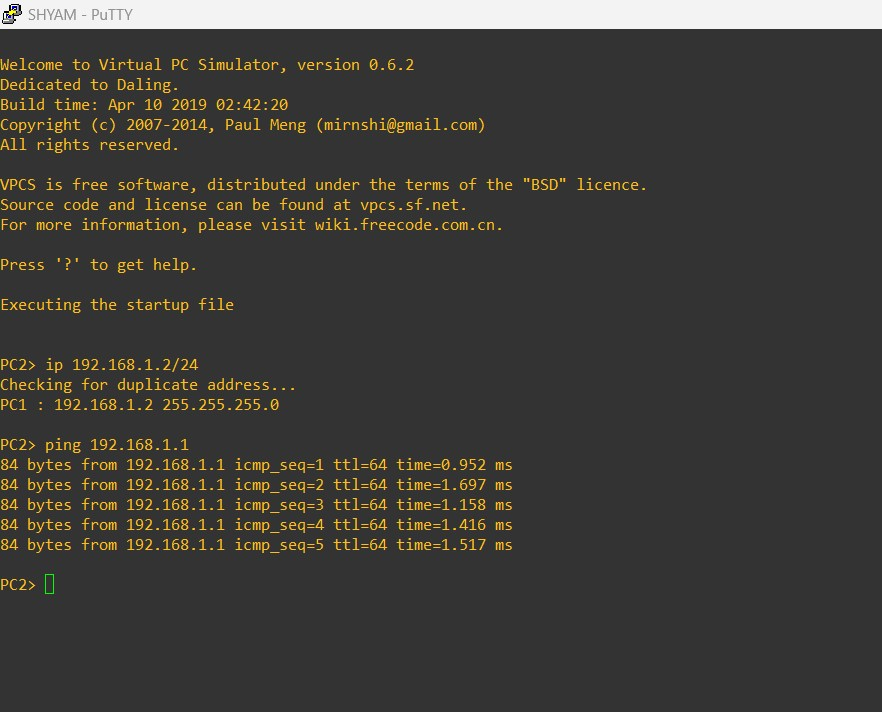 SHYAM - PuTTY
Welcome to Virtual PC Simulator, version 0.6.2
Dedicated to Daling.
Build time: Apr 10 2019 02:42:20
Copyright (c) 2007-2014, Paul Meng (mirnshi@gmail.com)
All rights reserved.
VPCS is free software, distributed under the terms of the "BSD" licence.
Source code and license can be found at vpcs.sf.net.
For more information, please visit wiki.freecode.com.cn.
Press '?' to get help.
Executing the startup file
PC2> ip 192.168.1.2/24
Checking for duplicate address...
PC1 : 192.168.1.2 255.255.255.0
PC2> ping 192.168.1.1
84 bytes from 192.168.1.1 icmp_seq=1 ttl=64 time=0.952 ms
84 bytes from 192.168.1.1 icmp_seq=2 ttl=64 time=1.697 ms
84 bytes from 192.168.1.1 icmp_seq=3 ttl=64 time=1.158 ms
84 bytes from 192.168.1.1 icmp_seq=4 ttl=64 time=1.416 ms
84 bytes from 192.168.1.1 icmp_seq=5 ttl=64 time=1.517 ms
PC2>